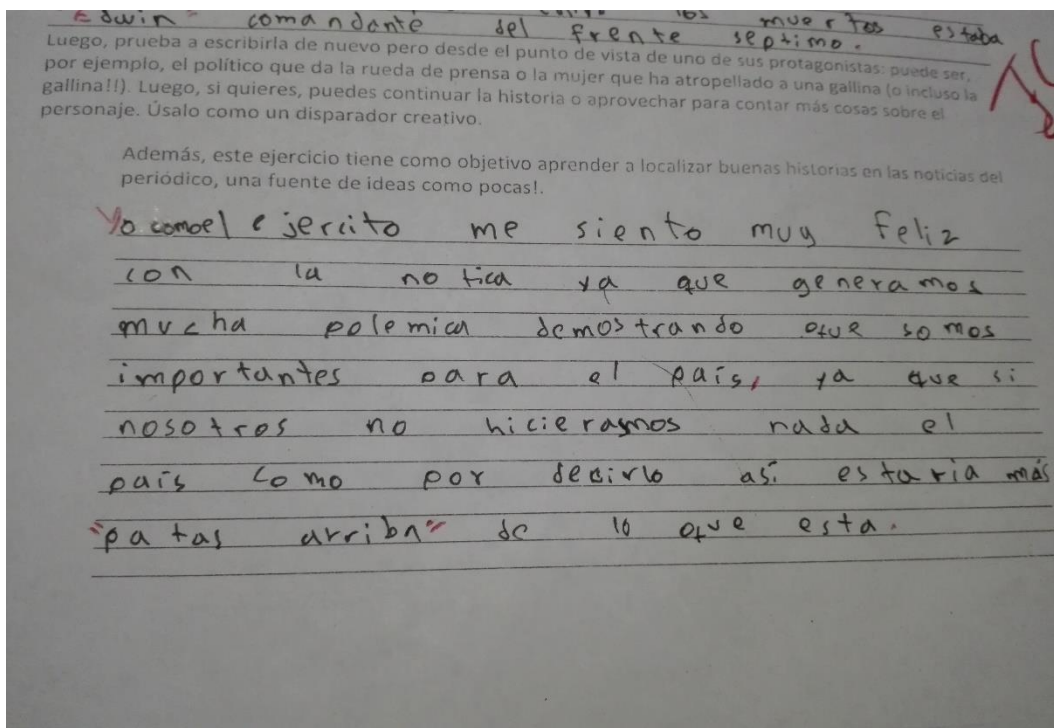 Edwin" comandante del frente septimo.
los muertos estaba
Luego, prueba a escribirla de nuevo pero desde el punto de vista de uno de sus protagonistas: puede ser,
por ejemplo, el político que da la rueda de prensa o la mujer que ha atropellado a una gallina (o incluso la
gallina!!). Luego, si quieres, puedes continuar la historia o aprovechar para contar más cosas sobre el
personaje. Úsalo como un disparador creativo.
Además, este ejercicio tiene como objetivo aprender a localizar buenas historias en las noticias del
periódico, una fuente de ideas como pocas!.
Yo como el ejercito me siento muy feliz
con la notica ya que generamos
mucha polemica demostrando que somos
importantes para el país, ya que si
nosotros no hicieramos nada el
país como por decirlo así estaria más
"patas arriba" de lo que esta.